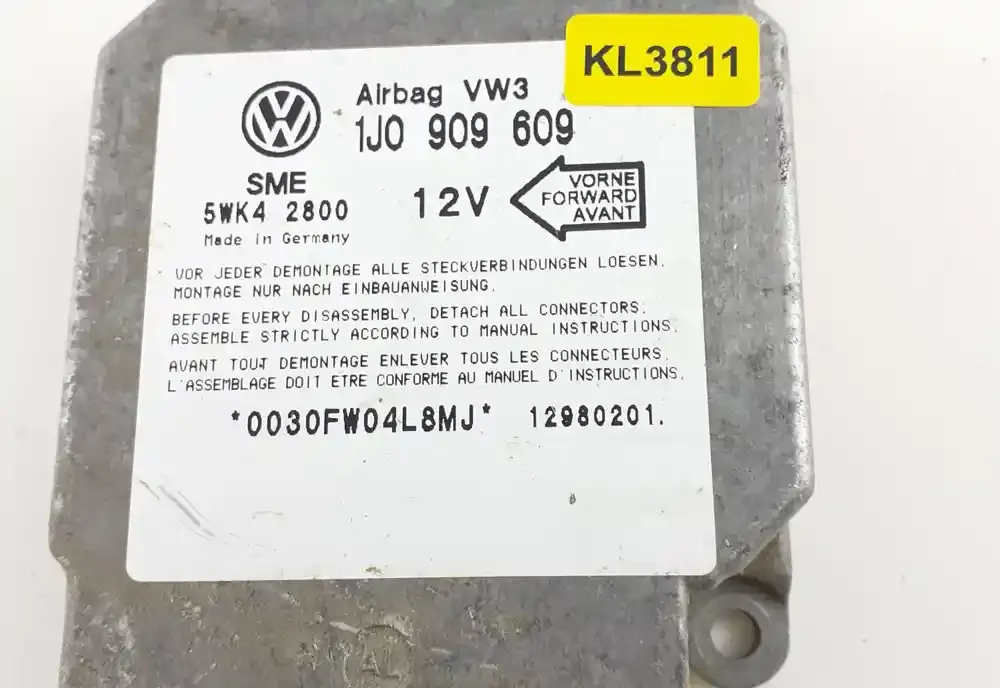 KL3811
Airbag VW3
1J0 909 609
SME
5WK4 2800
Made in Germany
12V
VORNE
FORWARD
AVANT
VOR JEDER DEMONTAGE ALLE STECKVERBINDUNGEN LOESEN.
MONTAGE NUR NACH EINBAUANWEISUNG.
BEFORE EVERY DISASSEMBLY, DETACH ALL CONNECTORS;
ASSEMBLE STRICTLY ACCORDING TO MANUAL INSTRUCTIONS.
AVANT TOUT DEMONTAGE ENLEVER TOUS LES CONNECTEURS.
L'ASSEMBLAGE DOIT ETRE CONFORME AU MANUEL D'INSTRUCTIONS.
*0030FW04L8MJ* 12980201.